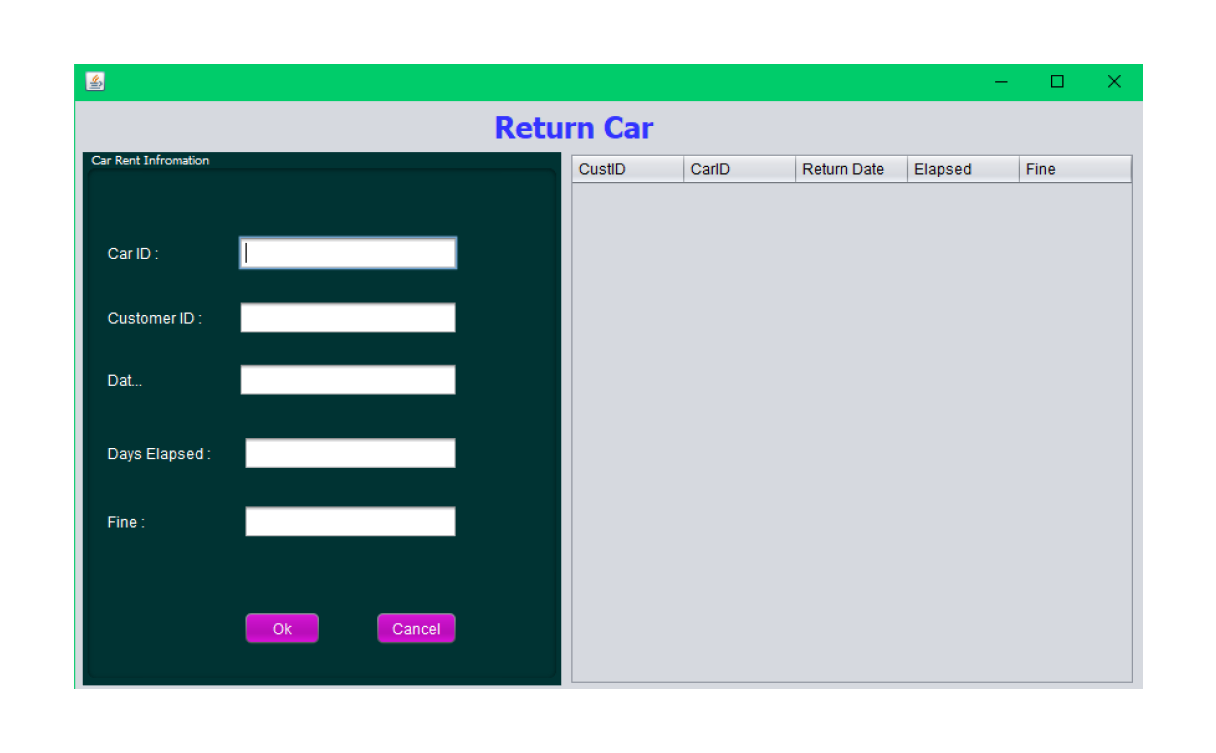 Return Car
Car Rent Infromation
Car ID :
Customer ID :
Dat...
Days Elapsed :
Fine :
Ok Cancel
CustID CarID Return Date Elapsed Fine